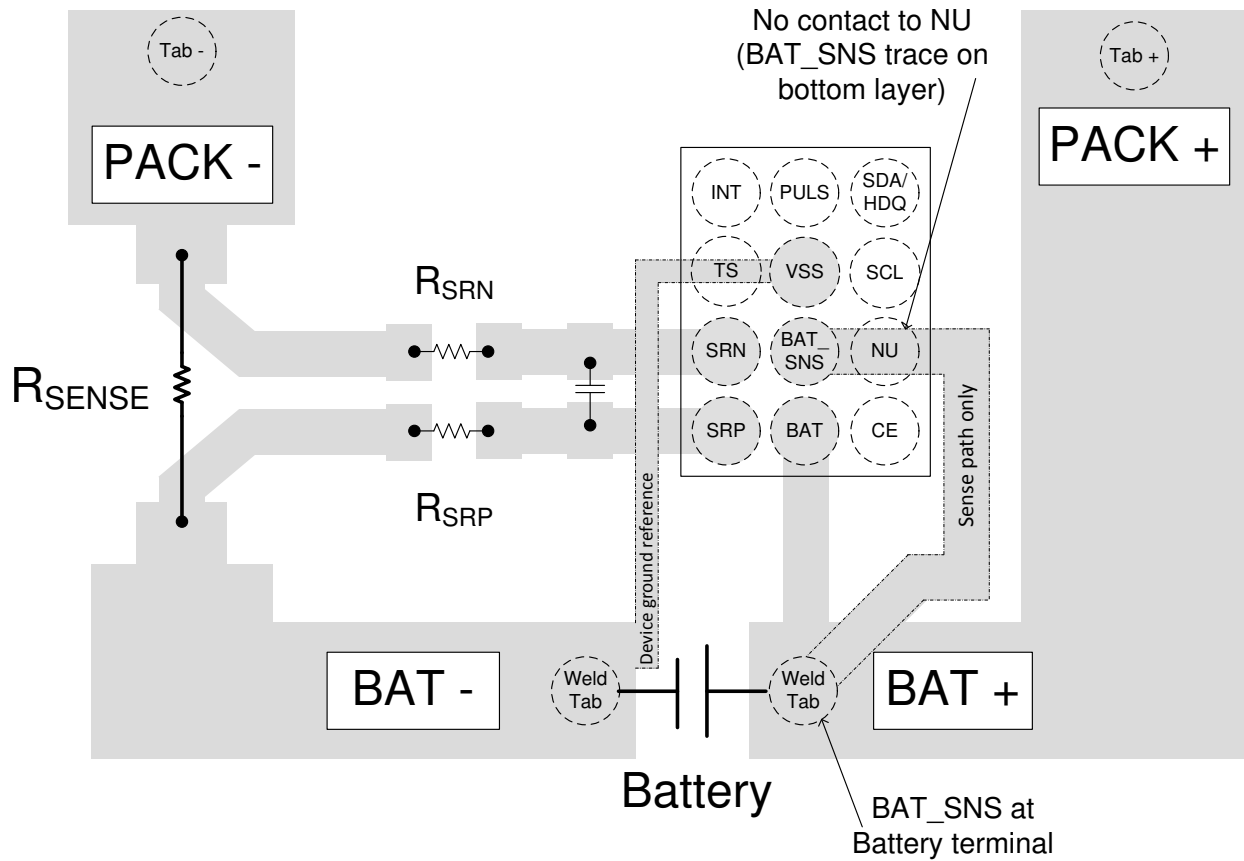 Tab -
No contact to NU
(BAT_SNS trace on
bottom layer)
Tab +
PACK -
PACK +
INT
PULS
SDA/
HDQ
TS
VSS
SCL
RSRN
SRN
BAT_
SNS
NU
RSENSE
SRP
BAT
CE
RSRP
Device ground reference
Sense path only
BAT -
Weld
Tab
Weld
Tab
BAT +
Battery
BAT_SNS at
Battery terminal